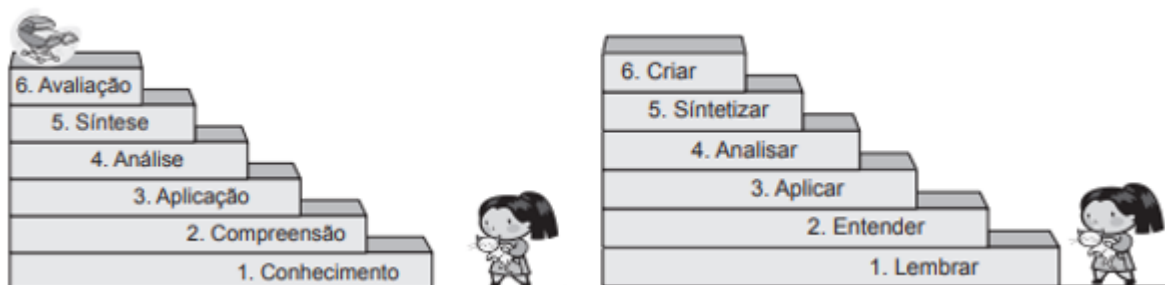 6. Avaliação
5. Síntese
4. Análise
3. Aplicação
2. Compreensão
1. Conhecimento
6. Criar
5. Síntetizar
4. Analisar
3. Aplicar
2. Entender
1. Lembrar